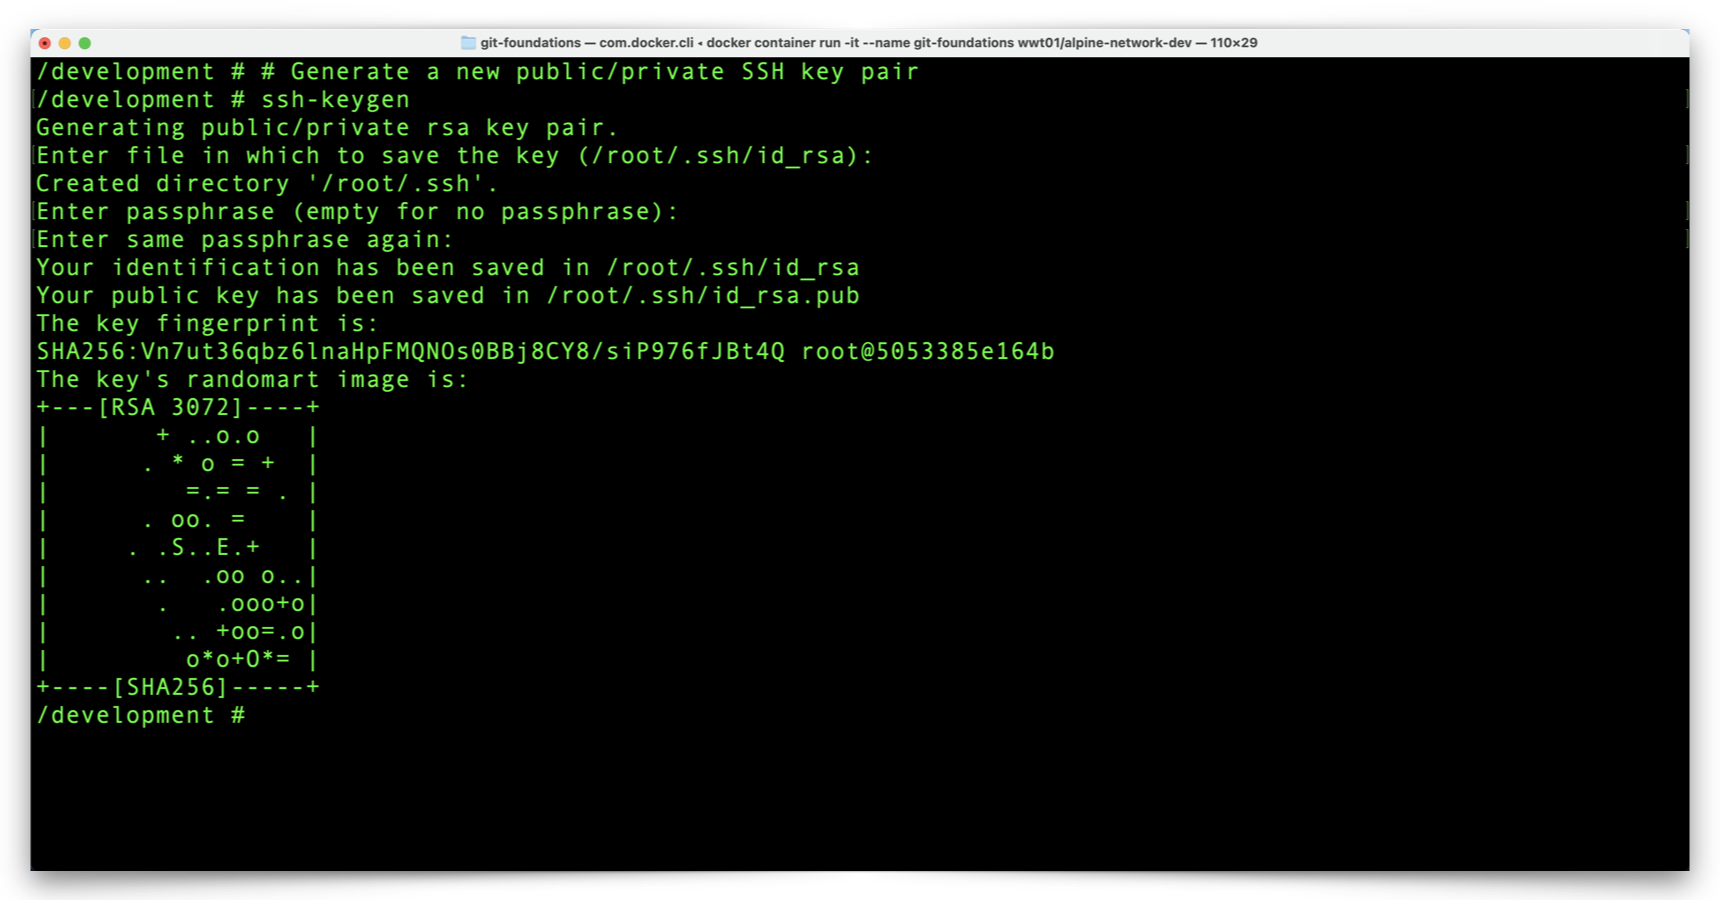 git-foundations — com.docker.cli ◂ docker container run -it --name git-foundations wwt01/alpine-network-dev — 110×29
/development # # Generate a new public/private SSH key pair
/development # ssh-keygen
Generating public/private rsa key pair.
Enter file in which to save the key (/root/.ssh/id_rsa):
Created directory '/root/.ssh'.
Enter passphrase (empty for no passphrase):
Enter same passphrase again:
Your identification has been saved in /root/.ssh/id_rsa
Your public key has been saved in /root/.ssh/id_rsa.pub
The key fingerprint is:
SHA256:Vn7ut36qbz6lnaHpFMQNOs0BBj8CY8/siP976fJBt4Q root@5053385e164b
The key's randomart image is:
+---[RSA 3072]----+
|       + ..o.o   |
|      . * o = +  |
|         =.= = . |
|      . oo. =    |
|     . .S..E.+   |
|      ..  .oo o..|
|       .   .ooo+o|
|        .. +oo=.o|
|         o*o+O*= |
+----[SHA256]-----+
/development #